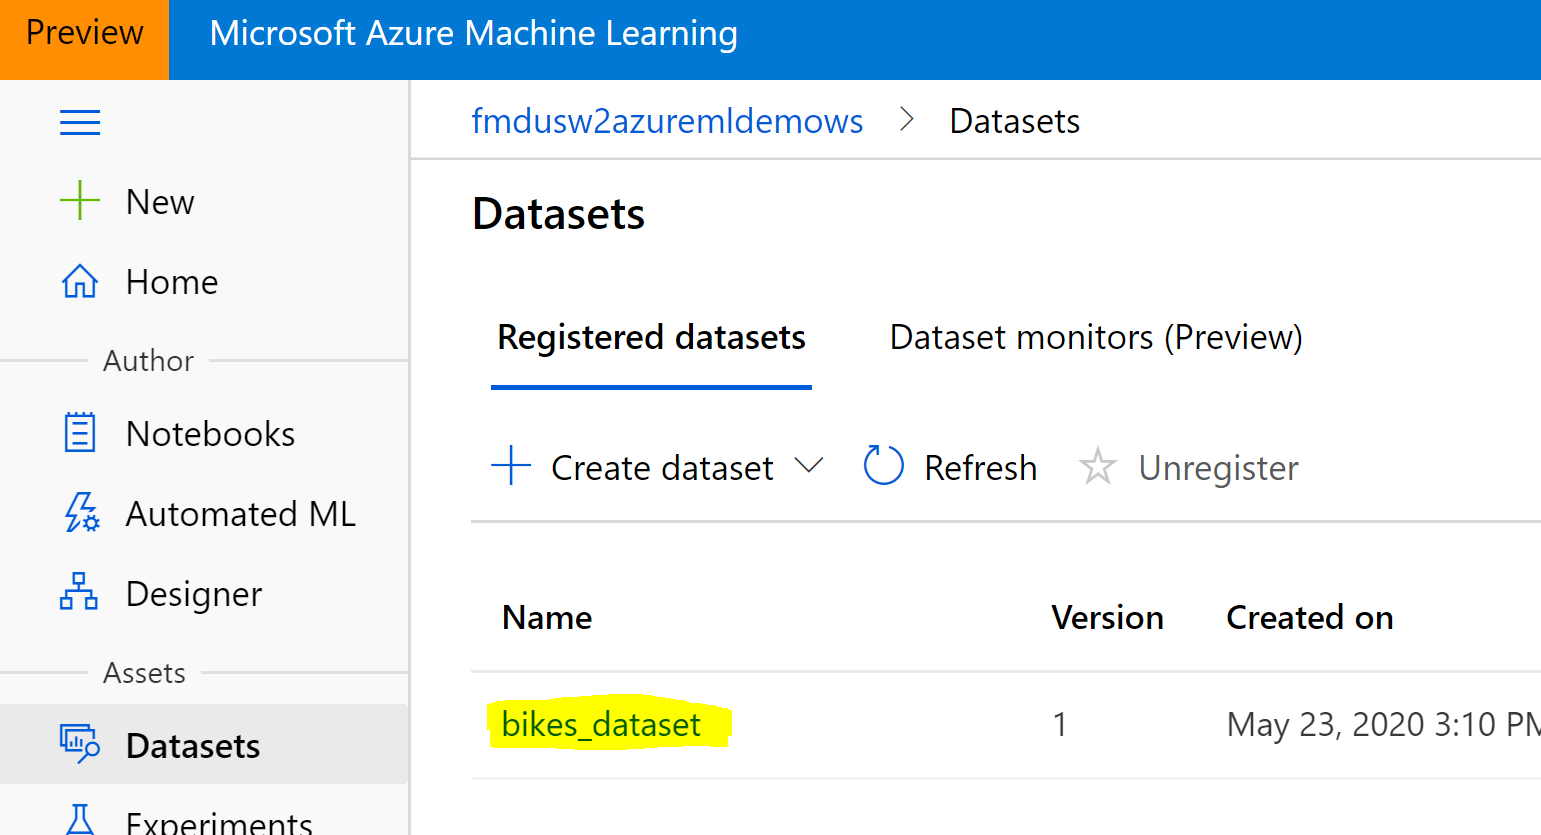 Preview
Microsoft Azure Machine Learning
fmdusw2azuremldemows > Datasets
New
Home
Author
Notebooks
Automated ML
Designer
Assets
Datasets
Experiments
Datasets
Registered datasets Dataset monitors (Preview)
Create dataset Refresh Unregister
Name Version Created on
bikes_dataset 1 May 23, 2020 3:10 PM